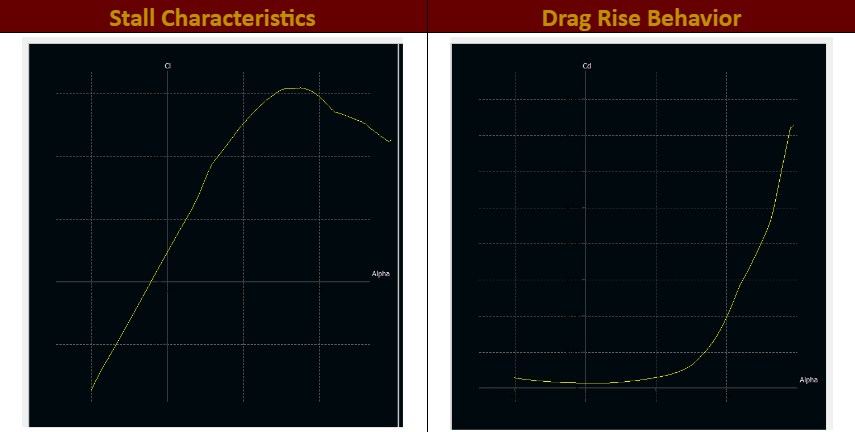 Stall Characteristics
Drag Rise Behavior
Cl
Alpha
Cd
Alpha